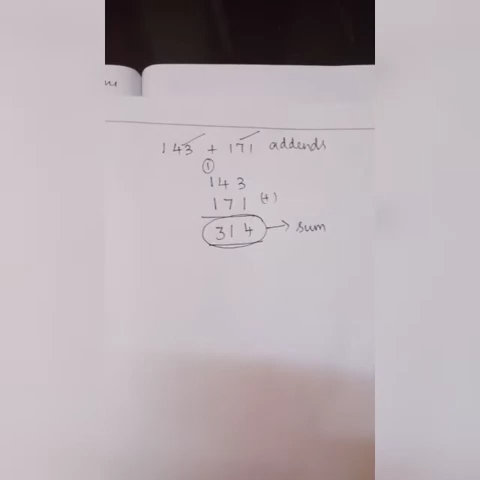 143 + 171 addends
1
143
171 (+)
314 → sum